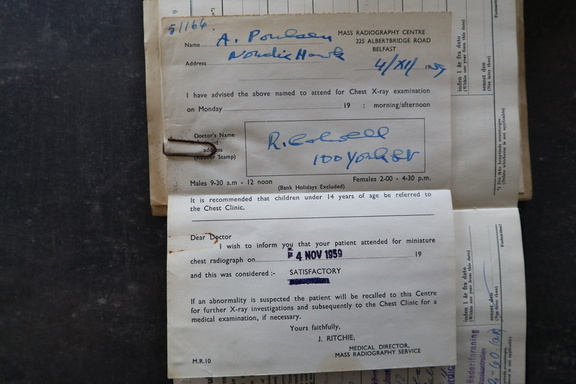 51166
MASS RADIOGRAPHY CENTRE
225 ALBERTBRIDGE ROAD
BELFAST
Name A. Poulsen
Address Nordic Hawk
4/XI/ 1959
I have advised the above named to attend for Chest X-ray examination
on Monday 19 : morning/afternoon
Doctor's Name
address
(Rubber Stamp)
R. Colwell
100 York St
Males 9-30 a.m - 12 noon Females 2-00 - 4-30 p.m.
(Bank Holidays Excluded)
It is recommended that children under 14 years of age be referred to
the Chest Clinic.
Dear Doctor
I wish to inform you that your patient attended for miniature
chest radiograph on 4 NOV 1959 19
and this was considered :- SATISFACTORY
If an abnormality is suspected the patient will be recalled to this Centre
for further X-ray investigations and subsequently to the Chest Clinic for a
medical examination, if necessary.
Yours faithfully,
J. RITCHIE,
MEDICAL DIRECTOR,
MASS RADIOGRAPHY SERVICE
M.R.10